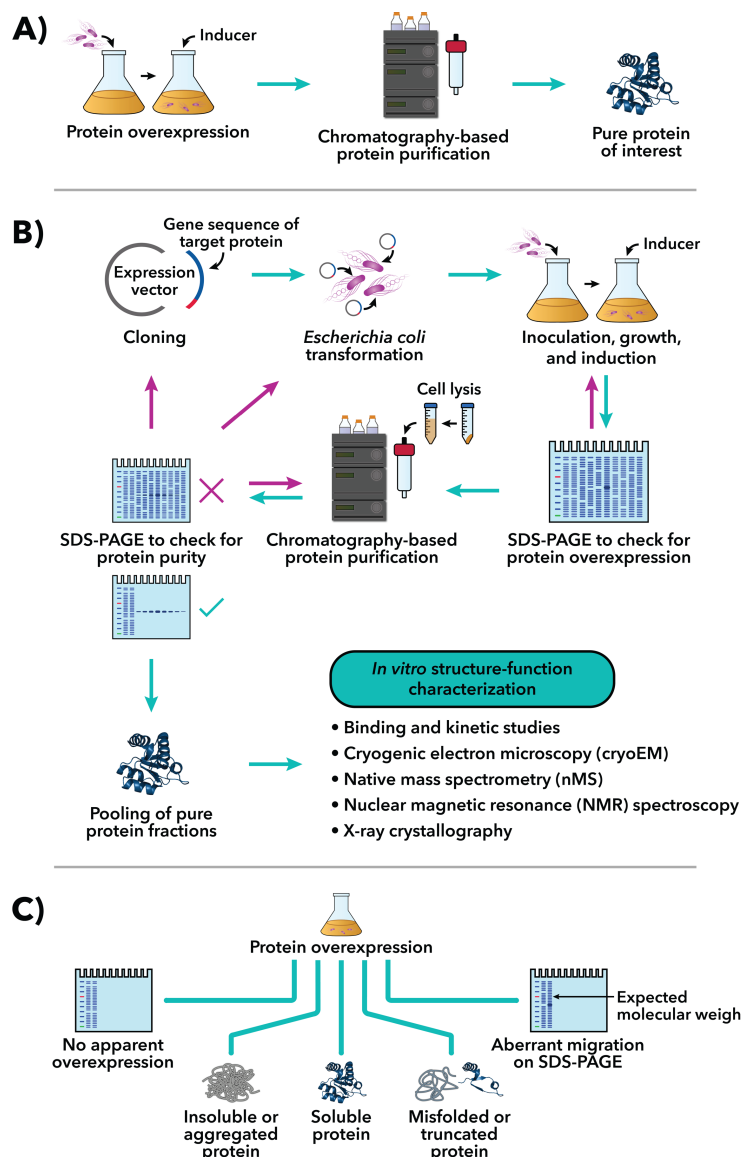 A)
Inducer
Protein overexpression
Chromatography-based
protein purification
Pure protein
of interest
B)
Gene sequence of
target protein
Expression
vector
Cloning
Escherichia coli
transformation
Inducer
Inoculation, growth,
and induction
Cell lysis
SDS-PAGE to check for
protein purity
Chromatography-based
protein purification
SDS-PAGE to check for
protein overexpression
In vitro structure-function
characterization
• Binding and kinetic studies
• Cryogenic electron microscopy (cryoEM)
• Native mass spectrometry (nMS)
• Nuclear magnetic resonance (NMR) spectroscopy
• X-ray crystallography
Pooling of pure
protein fractions
C)
Protein overexpression
No apparent
overexpression
Expected
molecular weigh
Aberrant migration
on SDS-PAGE
Insoluble or
aggregated
protein
Soluble
protein
Misfolded or
truncated
protein